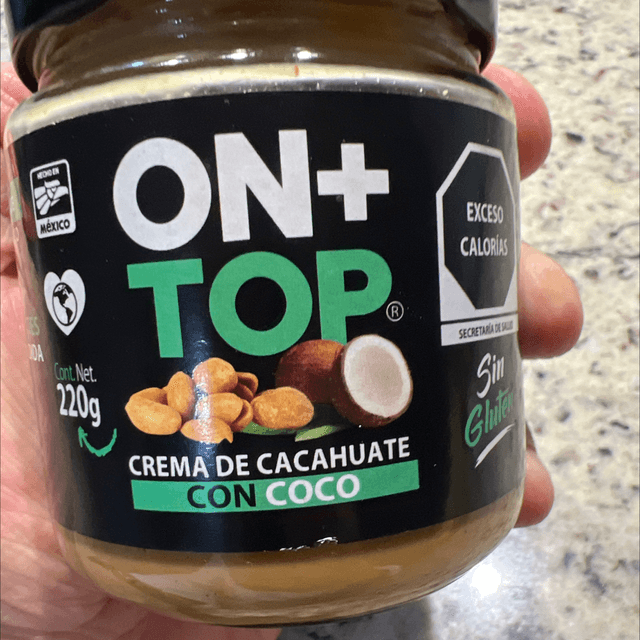 HECHO EN
MÉXICO
ON+
TOP®
EXCESO
CALORÍAS
SECRETARÍA DE SALUD
Cont. Net.
220g
Sin
Gluten
CREMA DE CACAHUATE
CON COCO